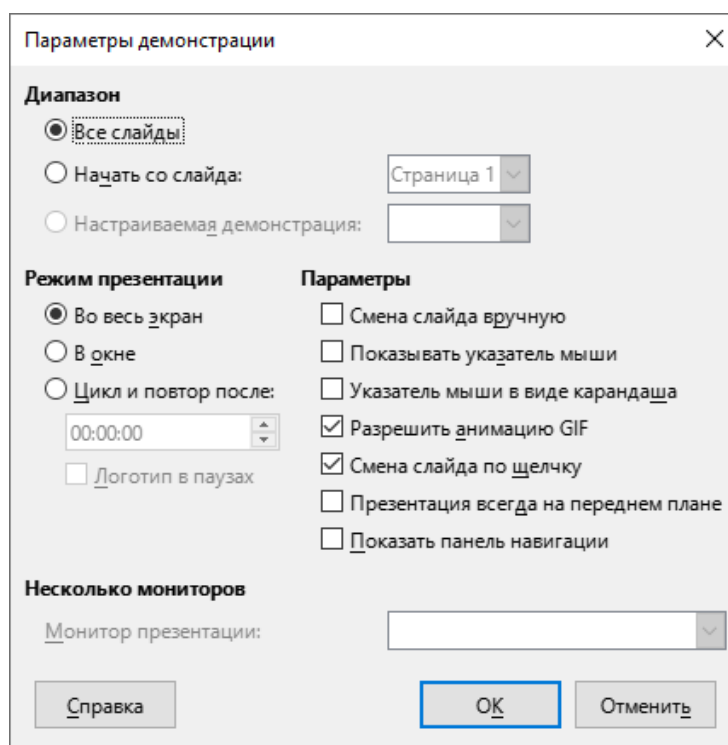 Параметры демонстрации
Диапазон
Все слайды
Начать со слайда: Страница 1
Настраиваемая демонстрация:
Режим презентации Параметры
Во весь экран Смена слайда вручную
В окне Показывать указатель мыши
Цикл и повтор после: Указатель мыши в виде карандаша
00:00:00 Разрешить анимацию GIF
Логотип в паузах Смена слайда по щелчку
Презентация всегда на переднем плане
Показать панель навигации
Несколько мониторов
Монитор презентации:
Справка OK Отменить